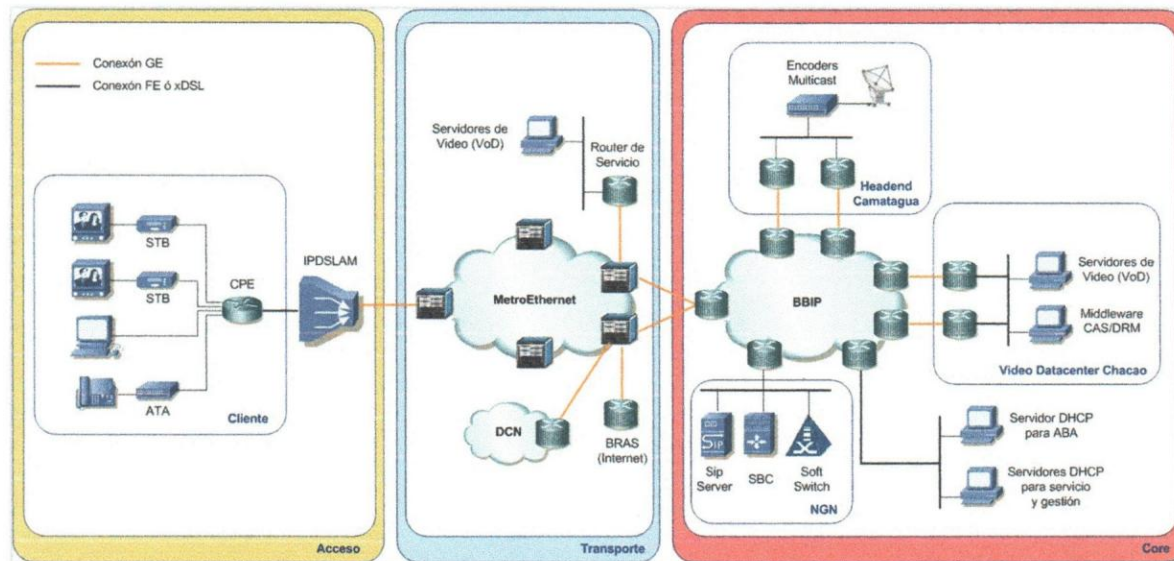 Conexón GE
Conexón FE ó xDSL
STB
STB
CPE
IPDSLAM
ATA
Cliente
Acceso
Servidores de
Video (VoD)
Router de
Servicio
MetroEthernet
DCN
BRAS
(Internet)
Transporte
Encoders
Multicast
Headend
Camatagua
BBIP
Servidores de
Video (VoD)
Middleware
CAS/DRM
Video Datacenter Chacao
SIP
Sip
Server
SBC
Soft
Switch
NGN
Servidor DHCP
para ABA
Servidores DHCP
para servicio
y gestión
Core